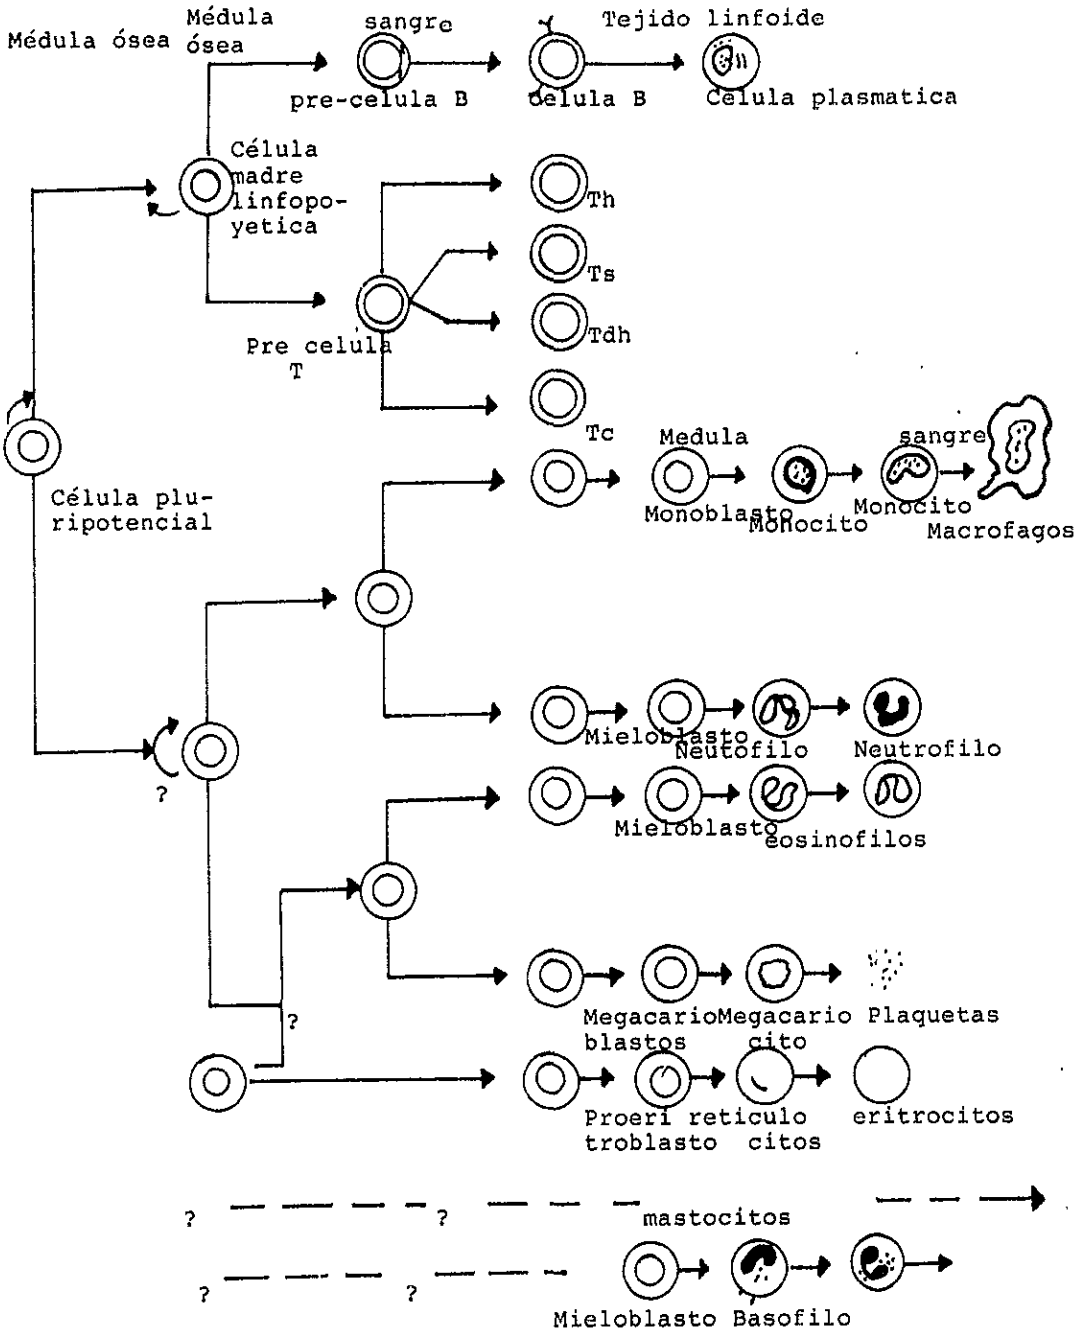 Médula ósea
Médula
ósea
sangre
Tejido linfoide
pre-celula B
celula B
Célula plasmatica
Célula
madre
linfopo-
yetica
Th
Ts
Tdh
Pre celula
T
Tc
Medula
sangre
Célula plu-
ripotencial
Monoblasto
Monocito
Monocito
Macrofagos
Mieloblasto
Neutofilo
Neutrofilo
?
Mieloblasto
eosinofilos
?
Megacario
blastos
Megacario
cito
Plaquetas
Proeri
troblasto
reticulo
citos
eritrocitos
?
?
mastocitos
?
?
Mieloblasto
Basofilo